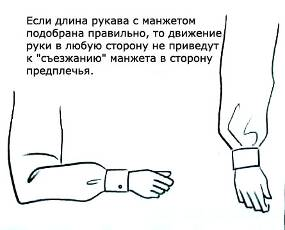 Если длина рукава с манжетом
подобрана правильно, то движение
руки в любую сторону не приведут
к "съезжанию" манжета в сторону
предплечья.